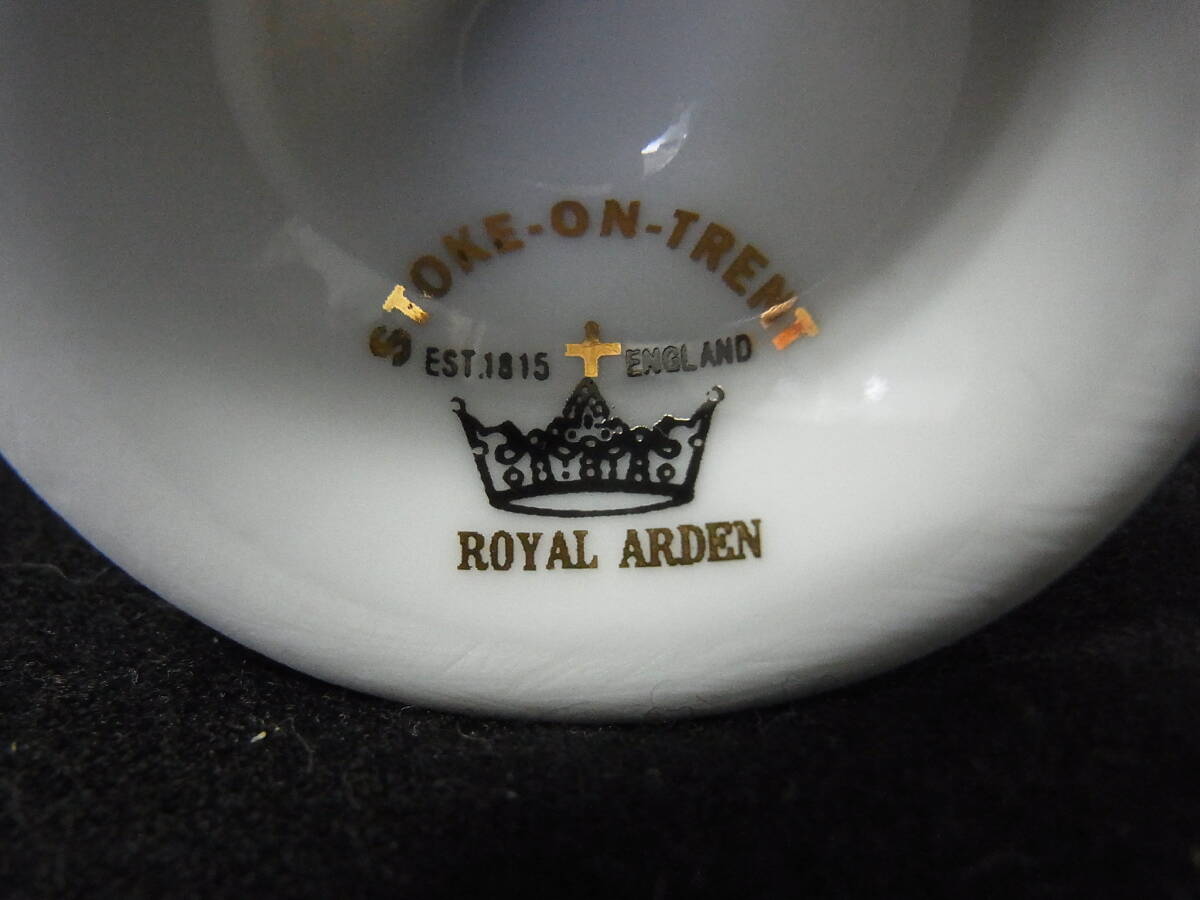 STOKE-ON-TRENT
EST.1815 ENGLAND
ROYAL ARDEN